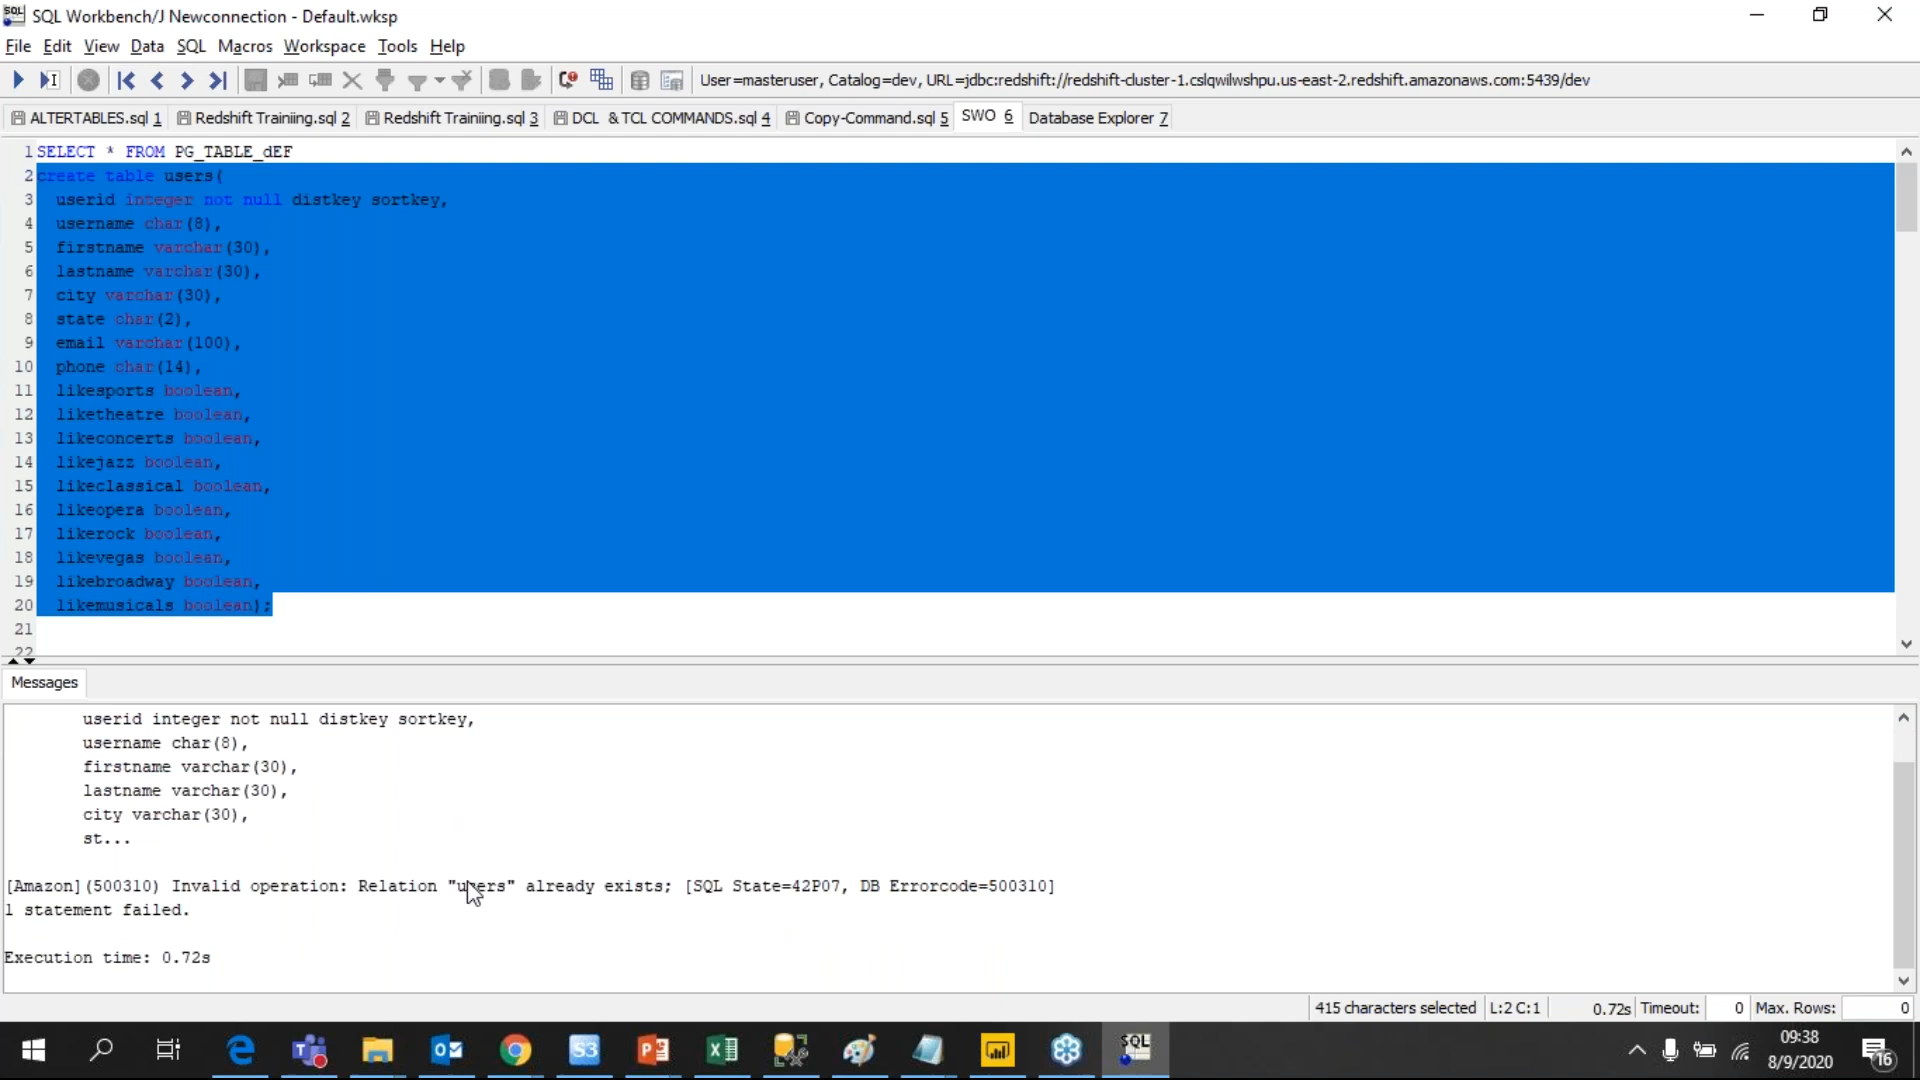 SQL Workbench/J Newconnection - Default.wksp
File Edit View Data SQL Macros Workspace Tools Help
User=masteruser, Catalog=dev, URL=jdbc:redshift://redshift-cluster-1.cslqwilwshpu.us-east-2.redshift.amazonaws.com:5439/dev
ALTERTABLES.sql 1 Redshift Trainiing.sql 2 Redshift Trainiing.sql 3 DCL & TCL COMMANDS.sql 4 Copy-Command.sql 5 SWO 6 Database Explorer 7
1 SELECT * FROM PG_TABLE_dEF
2 create table users(
3 userid integer not null distkey sortkey,
4 username char(8),
5 firstname varchar(30),
6 lastname varchar(30),
7 city varchar(30),
8 state char(2),
9 email varchar(100),
10 phone char(14),
11 likesports boolean,
12 liketheatre boolean,
13 likeconcerts boolean,
14 likejazz boolean,
15 likeclassical boolean,
16 likeopera boolean,
17 likerock boolean,
18 likevegas boolean,
19 likebroadway boolean,
20 likemusicals boolean);
21
22
Messages
userid integer not null distkey sortkey,
username char(8),
firstname varchar(30),
lastname varchar(30),
city varchar(30),
st...
[Amazon](500310) Invalid operation: Relation "users" already exists; [SQL State=42P07, DB Errorcode=500310]
1 statement failed.
Execution time: 0.72s
415 characters selected L:2 C:1 0.72s Timeout: 0 Max. Rows: 0
09:38
8/9/2020
16